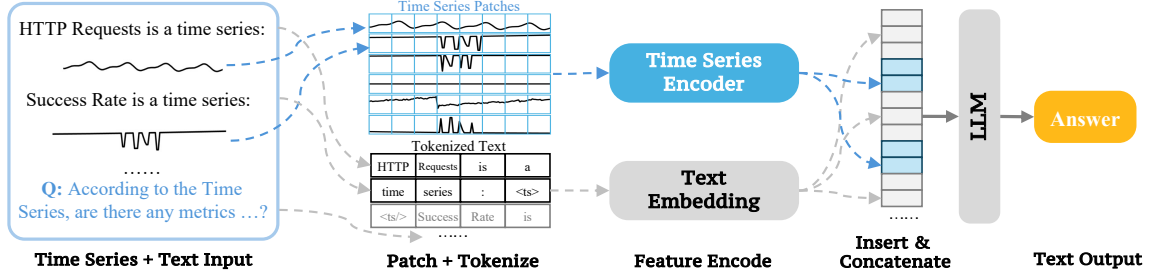 HTTP Requests is a time series:
Success Rate is a time series:
......
Q: According to the Time
Series, are there any metrics …?
Time Series + Text Input
Time Series Patches
Tokenized Text
HTTP Requests is a
time series : <ts>
<ts/> Success Rate is
......
Patch + Tokenize
Time Series
Encoder
Text
Embedding
Feature Encode
......
Insert &
Concatenate
LLM
Answer
Text Output